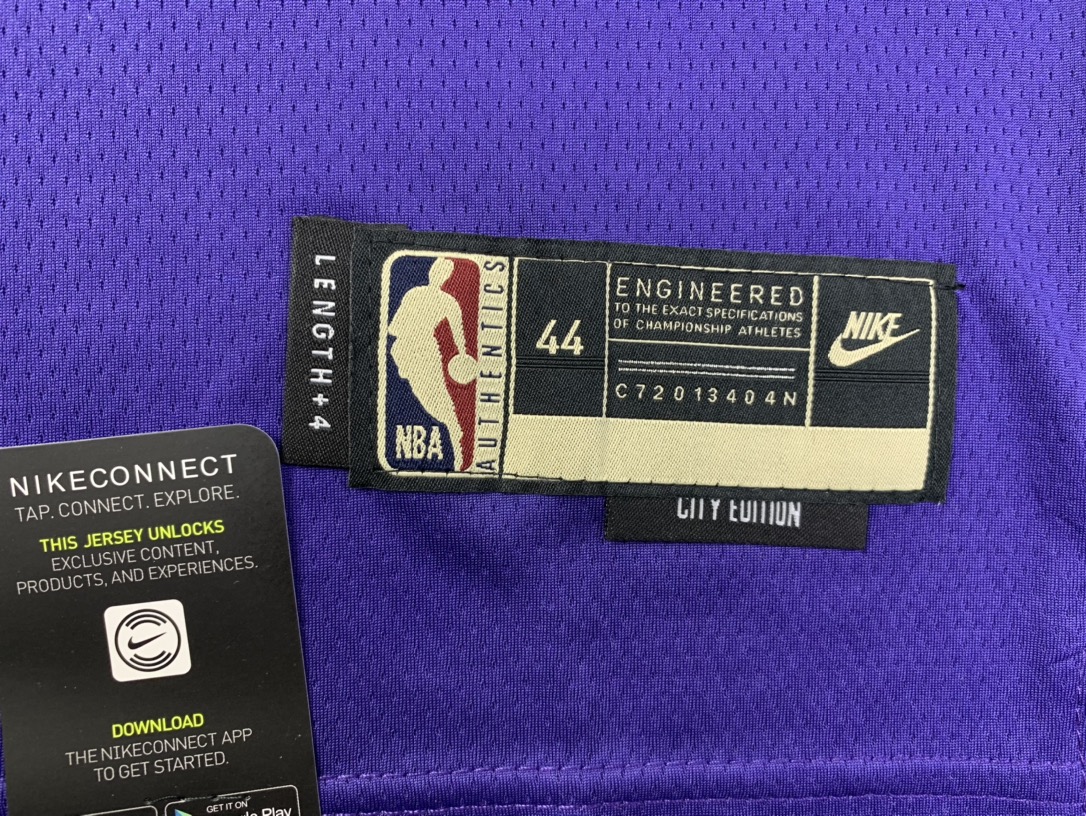 LENGTH+4
NBA
AUTHENTICS
44
ENGINEERED
TO THE EXACT SPECIFICATIONS
OF CHAMPIONSHIP ATHLETES
C72013404N
NIKE
CITY EDITION
NIKECONNECT
TAP. CONNECT. EXPLORE.
THIS JERSEY UNLOCKS
EXCLUSIVE CONTENT,
PRODUCTS, AND EXPERIENCES.
DOWNLOAD
THE NIKECONNECT APP
TO GET STARTED.
GET IT ON
Play